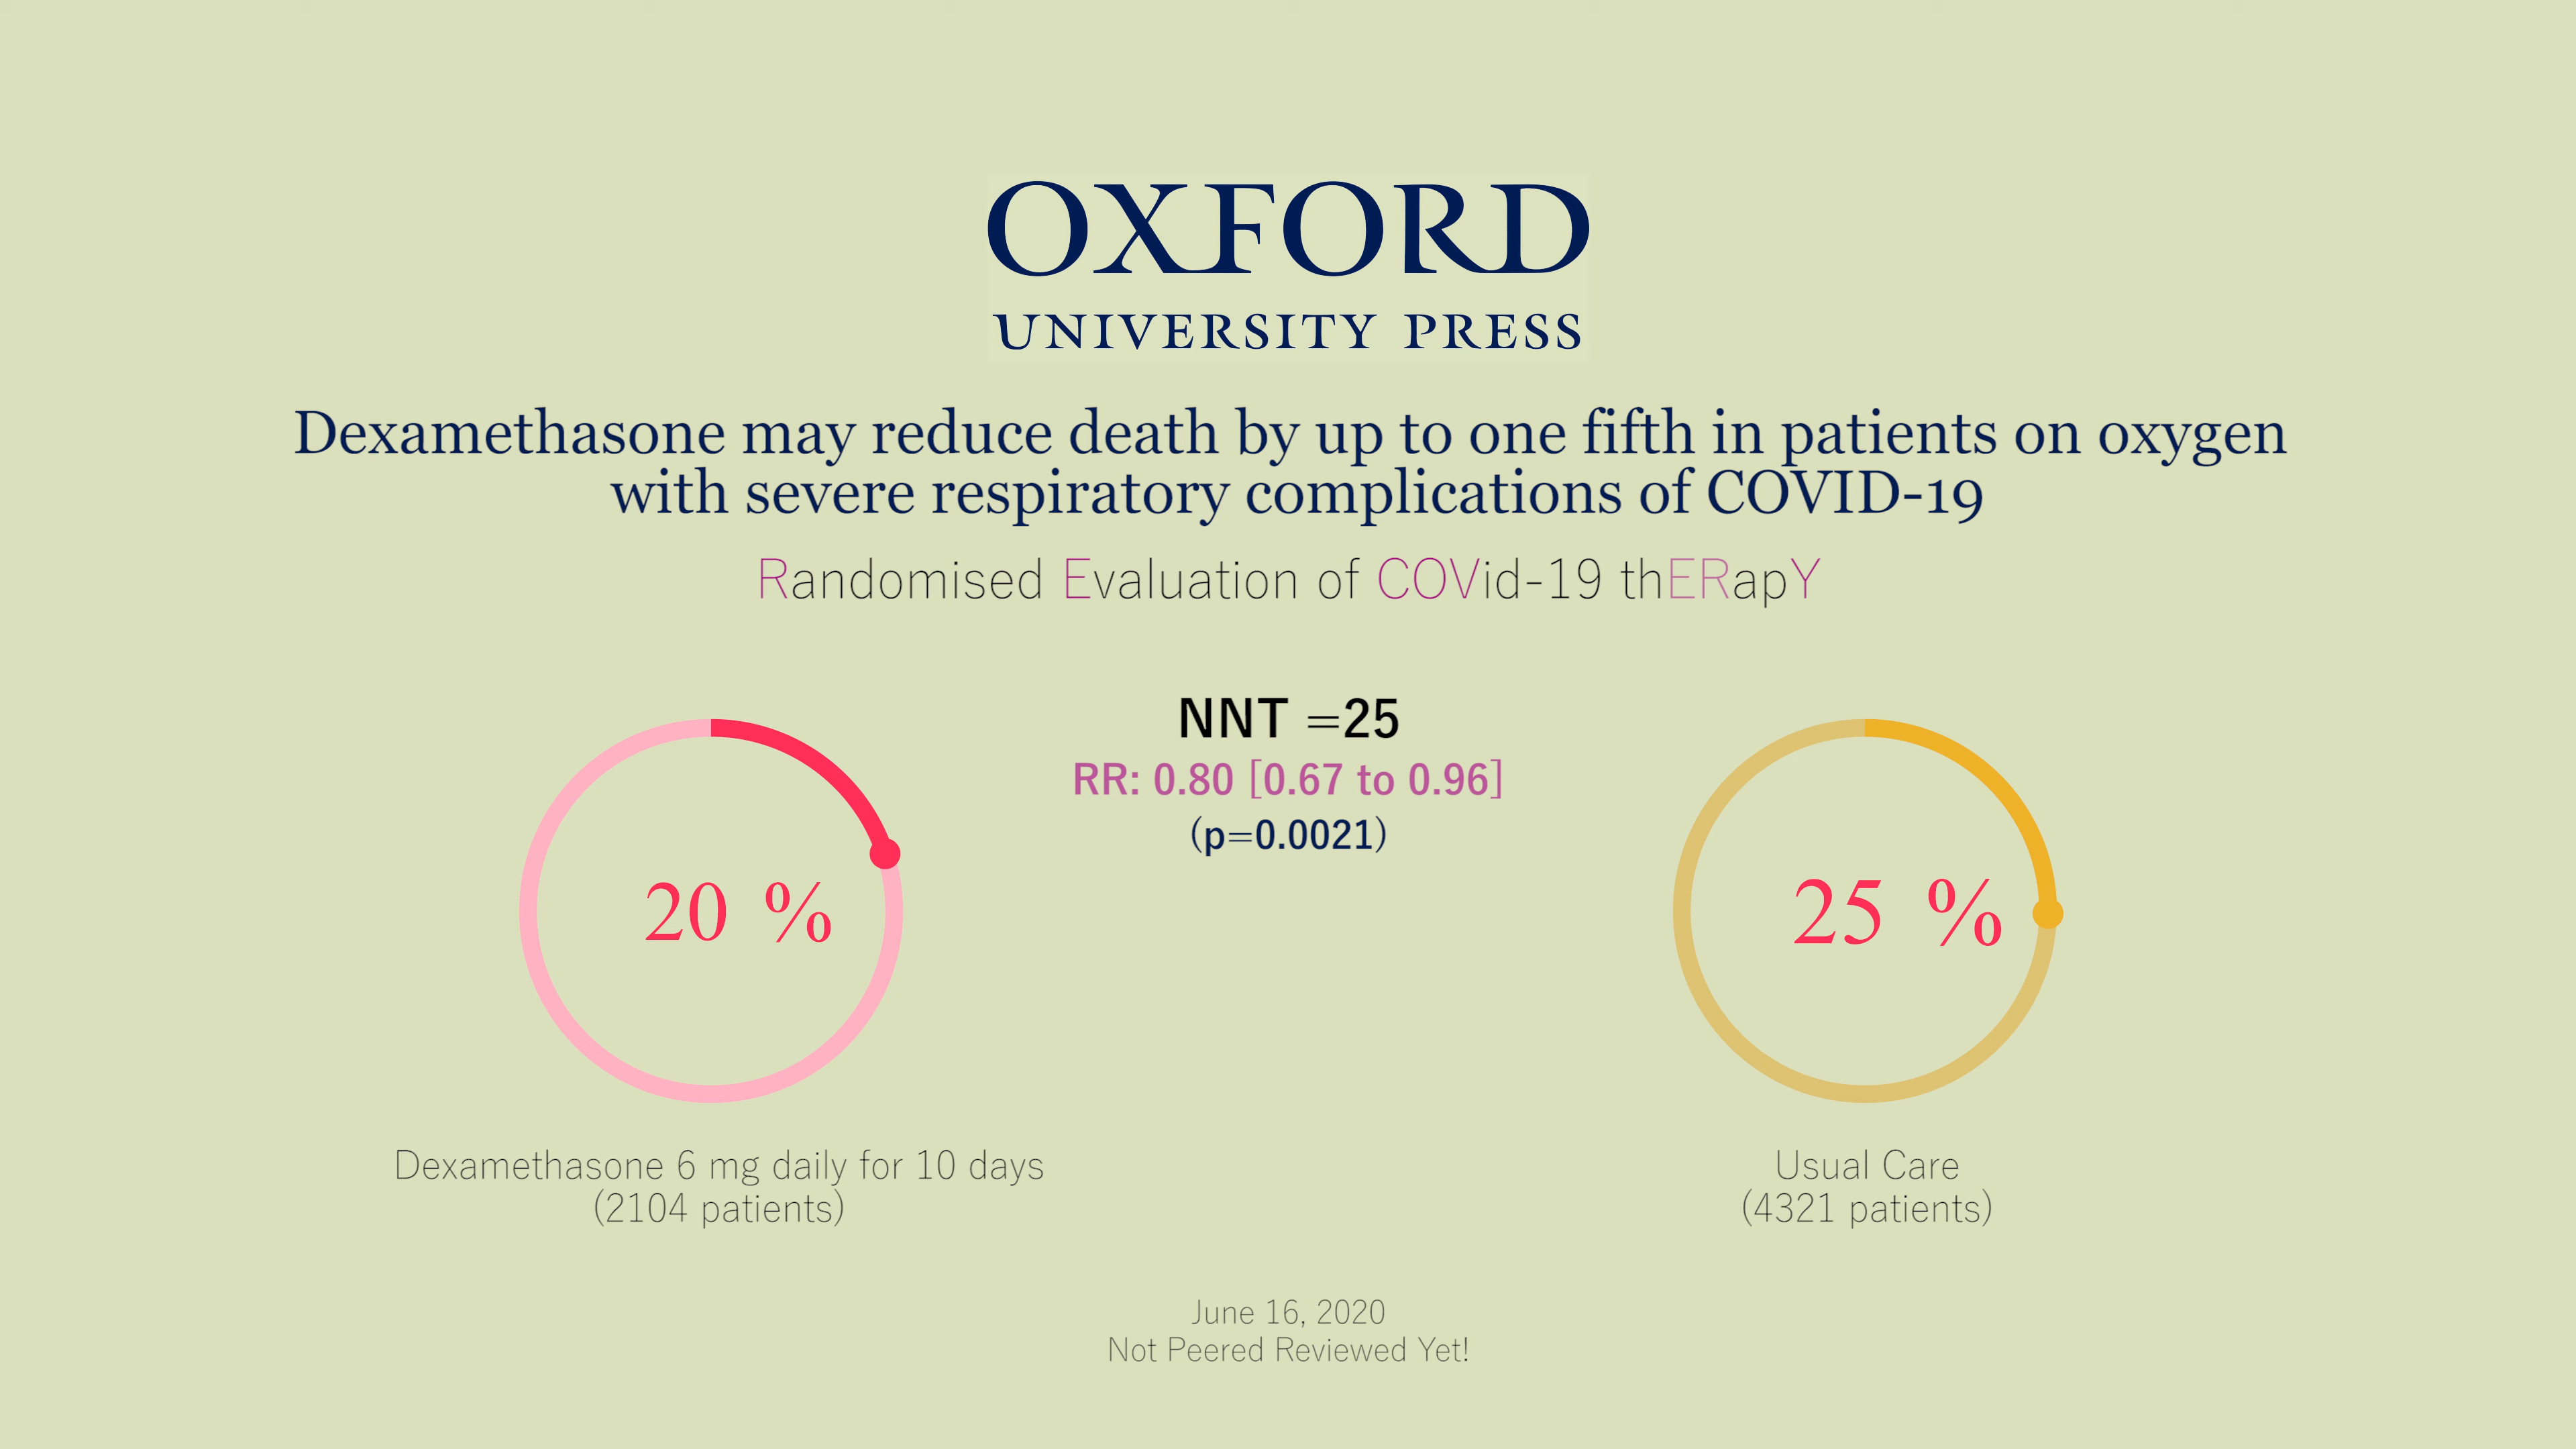 OXFORD
UNIVERSITY PRESS
Dexamethasone may reduce death by up to one fifth in patients on oxygen
with severe respiratory complications of COVID-19
Randomised Evaluation of COVid-19 thERapY
NNT =25
RR: 0.80 [0.67 to 0.96]
(p=0.0021)
20 %
25 %
Dexamethasone 6 mg daily for 10 days
(2104 patients)
Usual Care
(4321 patients)
June 16, 2020
Not Peered Reviewed Yet!